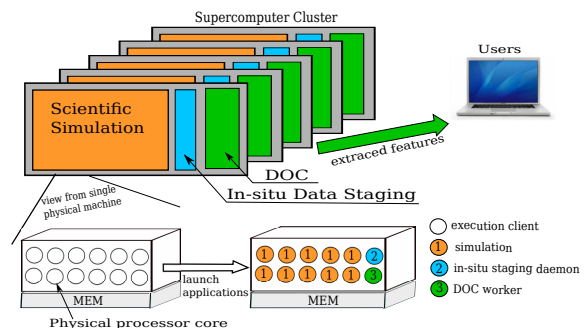 Supercomputer Cluster
Users
Scientific
Simulation
extraced features
DOC
In-situ Data Staging
view from single
physical machine
execution client
1 simulation
2 in-situ staging daemon
3 DOC worker
1 1 1 1 1 2
1 1 1 1 1 3
launch
applications
MEM
MEM
Physical processor core